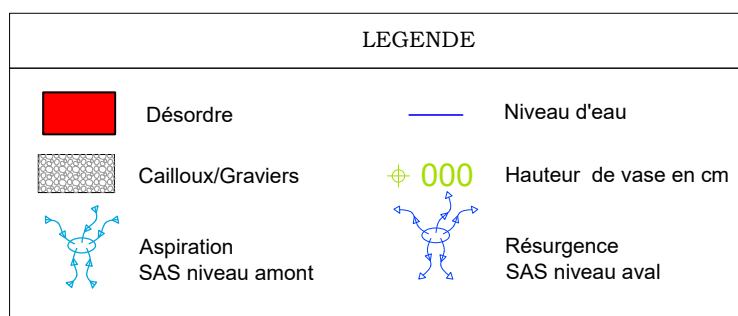 LEGENDE
Désordre
Niveau d'eau
Cailloux/Graviers
000
Hauteur de vase en cm
Aspiration
SAS niveau amont
Résurgence
SAS niveau aval